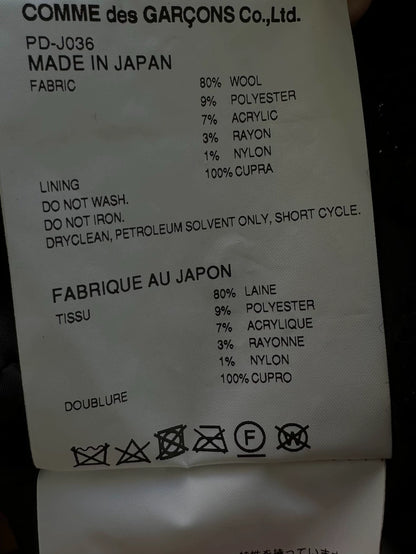 COMME des GARÇONS Co.,Ltd.
PD-J036
MADE IN JAPAN
FABRIC 80% WOOL
9% POLYESTER
7% ACRYLIC
3% RAYON
1% NYLON
LINING 100% CUPRA
DO NOT WASH.
DO NOT IRON.
DRYCLEAN, PETROLEUM SOLVENT ONLY, SHORT CYCLE.
FABRIQUE AU JAPON
TISSU 80% LAINE
9% POLYESTER
7% ACRYLIQUE
3% RAYONNE
1% NYLON
DOUBLURE 100% CUPRO
F W